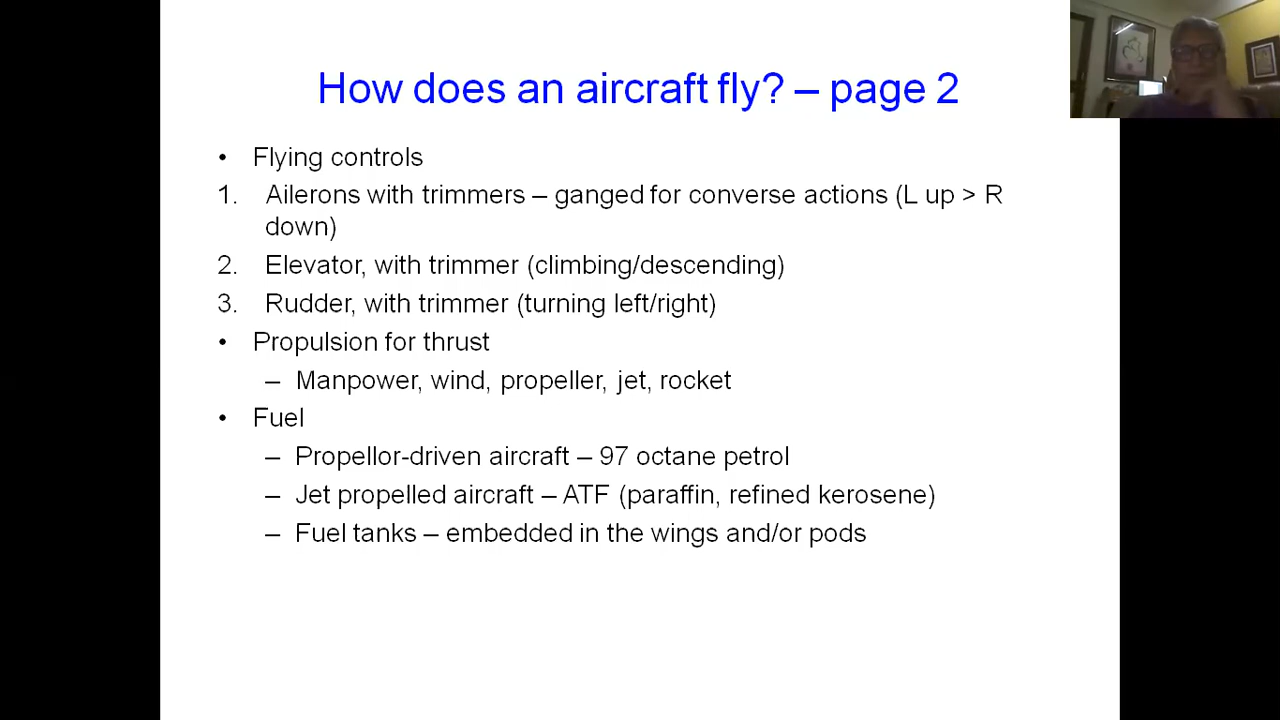 How does an aircraft fly? – page 2
• Flying controls
1. Ailerons with trimmers – ganged for converse actions (L up > R
down)
2. Elevator, with trimmer (climbing/descending)
3. Rudder, with trimmer (turning left/right)
• Propulsion for thrust
– Manpower, wind, propeller, jet, rocket
• Fuel
– Propellor-driven aircraft – 97 octane petrol
– Jet propelled aircraft – ATF (paraffin, refined kerosene)
– Fuel tanks – embedded in the wings and/or pods